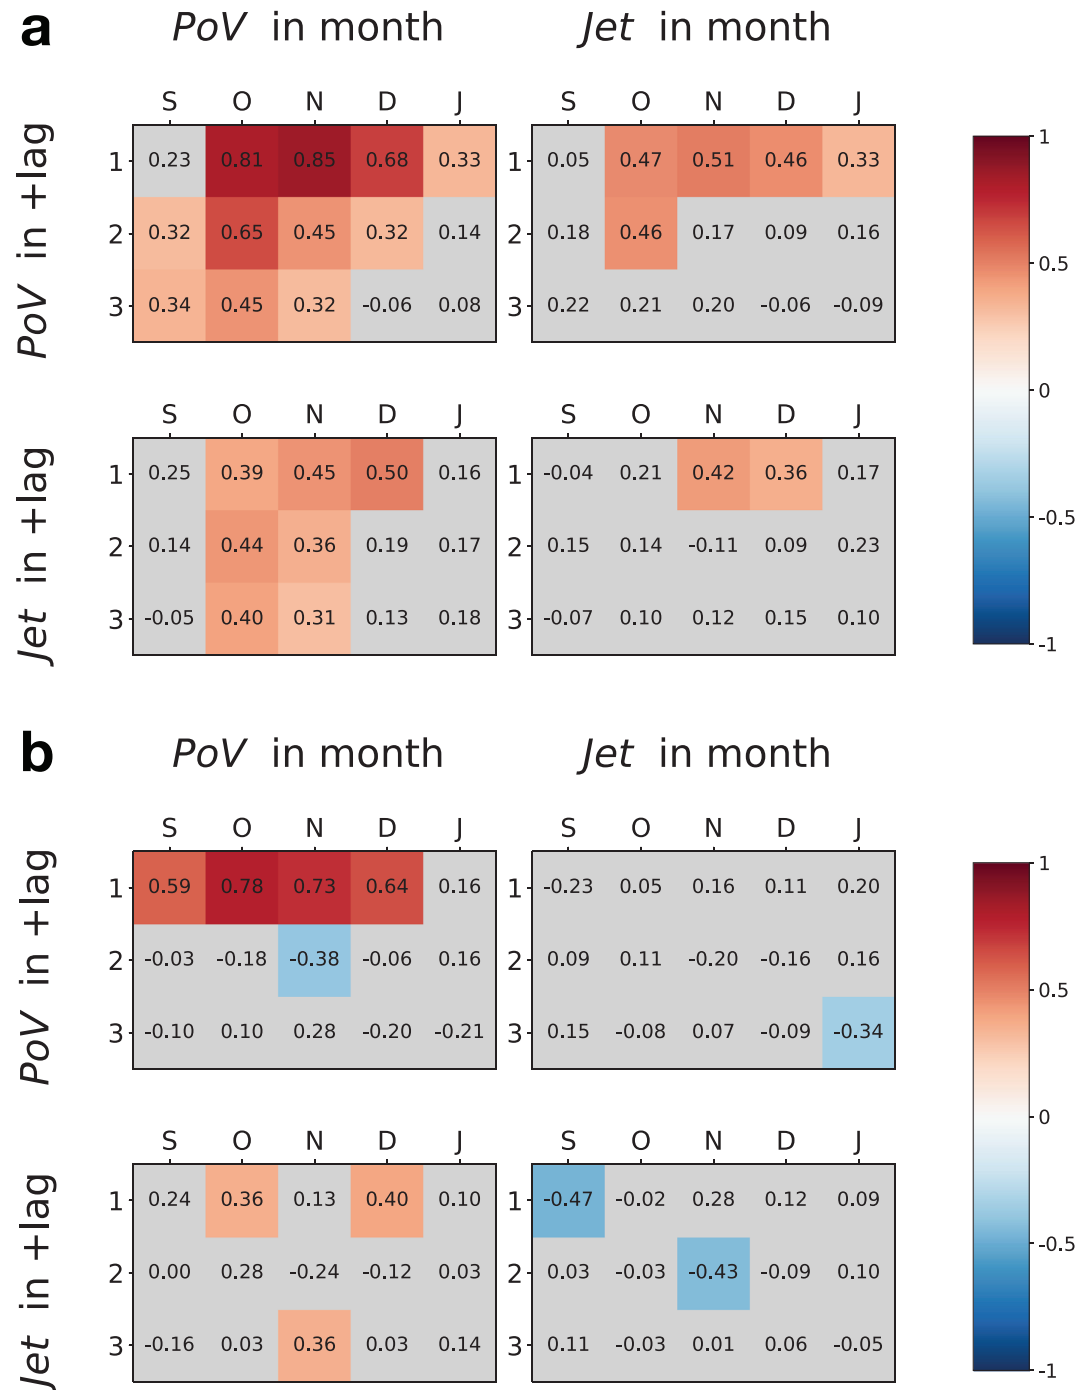 a
PoV in month Jet in month
S O N D J S O N D J
PoV in +lag
1 0.23 0.81 0.85 0.68 0.33 1 0.05 0.47 0.51 0.46 0.33
2 0.32 0.65 0.45 0.32 0.14 2 0.18 0.46 0.17 0.09 0.16
3 0.34 0.45 0.32 -0.06 0.08 3 0.22 0.21 0.20 -0.06 -0.09
S O N D J S O N D J
Jet in +lag
1 0.25 0.39 0.45 0.50 0.16 1 -0.04 0.21 0.42 0.36 0.17
2 0.14 0.44 0.36 0.19 0.17 2 0.15 0.14 -0.11 0.09 0.23
3 -0.05 0.40 0.31 0.13 0.18 3 -0.07 0.10 0.12 0.15 0.10
1
0.5
0
-0.5
-1
b
PoV in month Jet in month
S O N D J S O N D J
PoV in +lag
1 0.59 0.78 0.73 0.64 0.16 1 -0.23 0.05 0.16 0.11 0.20
2 -0.03 -0.18 -0.38 -0.06 0.16 2 0.09 0.11 -0.20 -0.16 0.16
3 -0.10 0.10 0.28 -0.20 -0.21 3 0.15 -0.08 0.07 -0.09 -0.34
S O N D J S O N D J
Jet in +lag
1 0.24 0.36 0.13 0.40 0.10 1 -0.47 -0.02 0.28 0.12 0.09
2 0.00 0.28 -0.24 -0.12 0.03 2 0.03 -0.03 -0.43 -0.09 0.10
3 -0.16 0.03 0.36 0.03 0.14 3 0.11 -0.03 0.01 0.06 -0.05
1
0.5
0
-0.5
-1